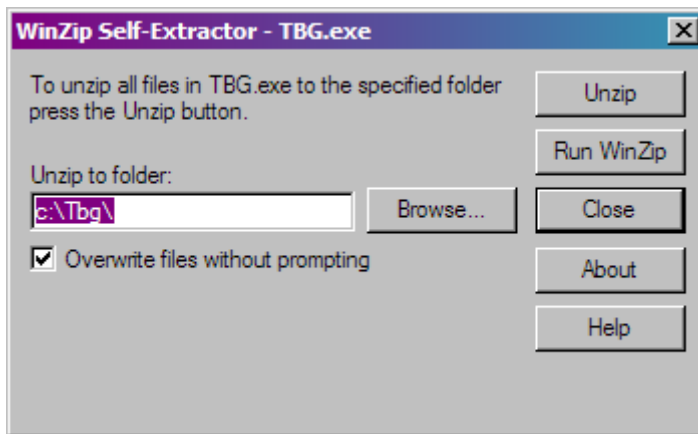 WinZip Self-Extractor - TBG.exe
To unzip all files in TBG.exe to the specified folder
press the Unzip button.
Unzip to folder:
c:\Tbg\
Browse...
Overwrite files without prompting
Unzip
Run WinZip
Close
About
Help